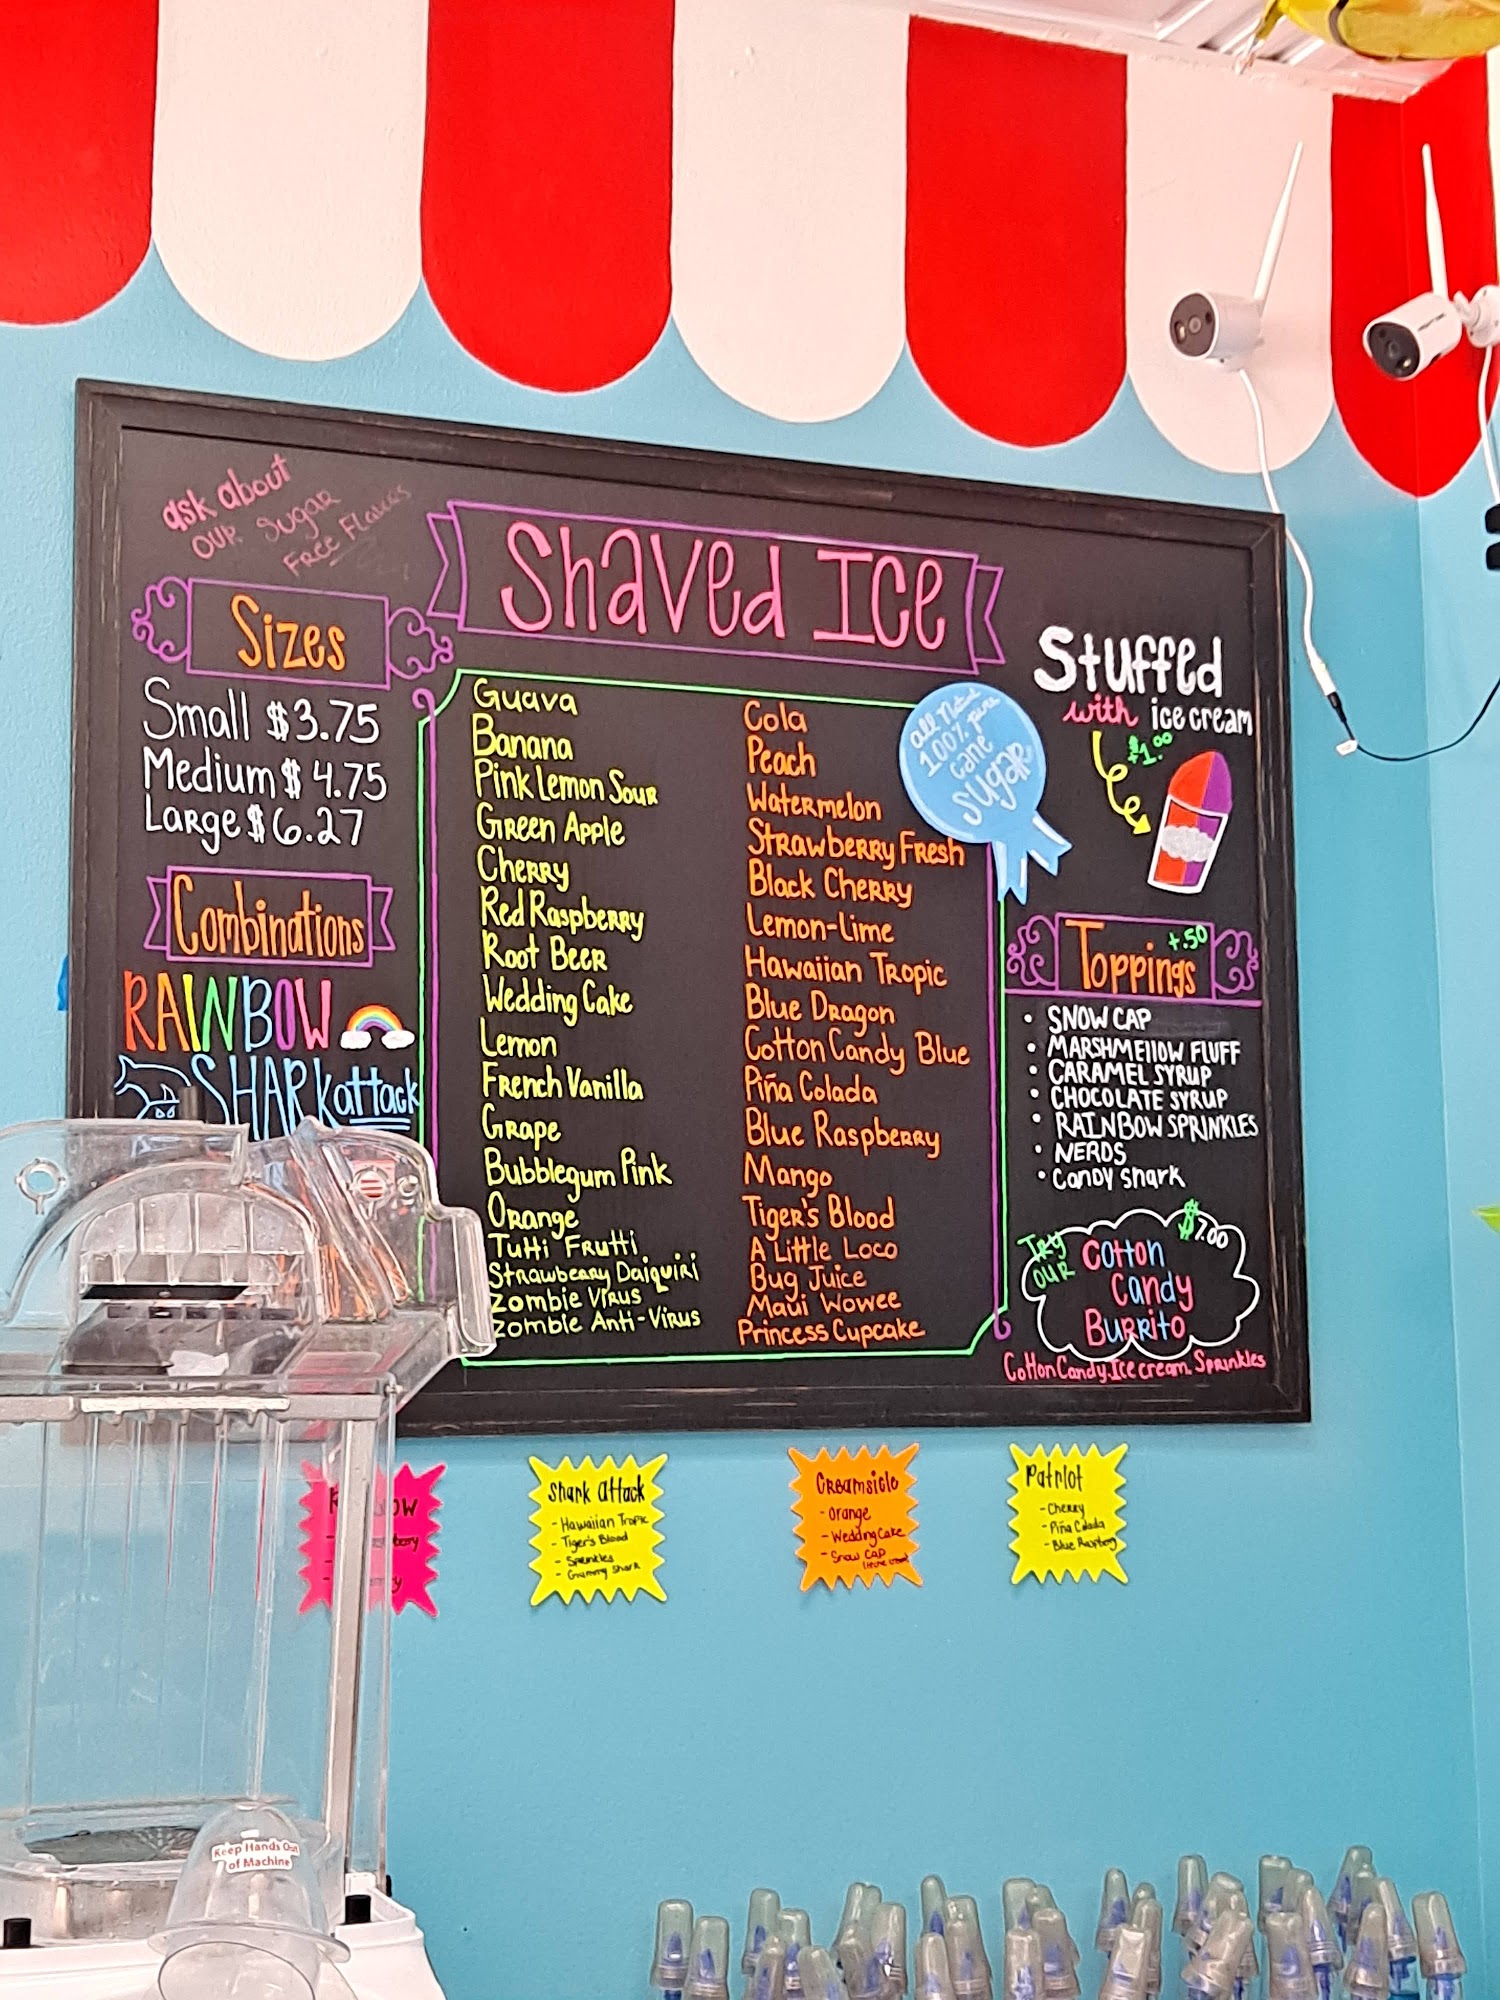 ask about
our Sugar
Free Flavors
Shaved Ice
Sizes
Small $3.75
Medium $4.75
Large $6.27
Combinations
RAINBOW
SHARK attack
Guava
Banana
Pink Lemon Sour
Green Apple
Cherry
Red Raspberry
Root Beer
Wedding Cake
Lemon
French Vanilla
Grape
Bubblegum Pink
Orange
Tutti Frutti
Strawberry Daiquiri
Zombie Virus
Zombie Anti-Virus
Cola
Peach
Watermelon
Strawberry Fresh
Black Cherry
Lemon-Lime
Hawaiian Tropic
Blue Dragon
Cotton Candy Blue
Piña Colada
Blue Raspberry
Mango
Tiger's Blood
A Little Loco
Bug Juice
Maui Wowee
Princess Cupcake
all Natural
100% pure
cane
sugar
Stuffed
with ice cream
+$1.00
Toppings +.50
• SNOW CAP
• MARSHMEllOW FLUFF
• CARAMEL SYRUP
• CHOCOLATE SYRUP
• RAINBOW SPRINKLES
• NERDS
• Candy Shark
Try
our
Cotton
Candy
Burrito
$7.00
Cotton Candy, Ice cream, Sprinkles
Shark Attack
- Hawaiian Tropic
- Tiger's Blood
- Sprinkles
- Gummy Shark
Creamsicle
- Orange
- Wedding Cake
- Snow Cap
Patriot
- Cherry
- Piña Colada
- Blue Raspberry
Keep Hands Out
of Machine